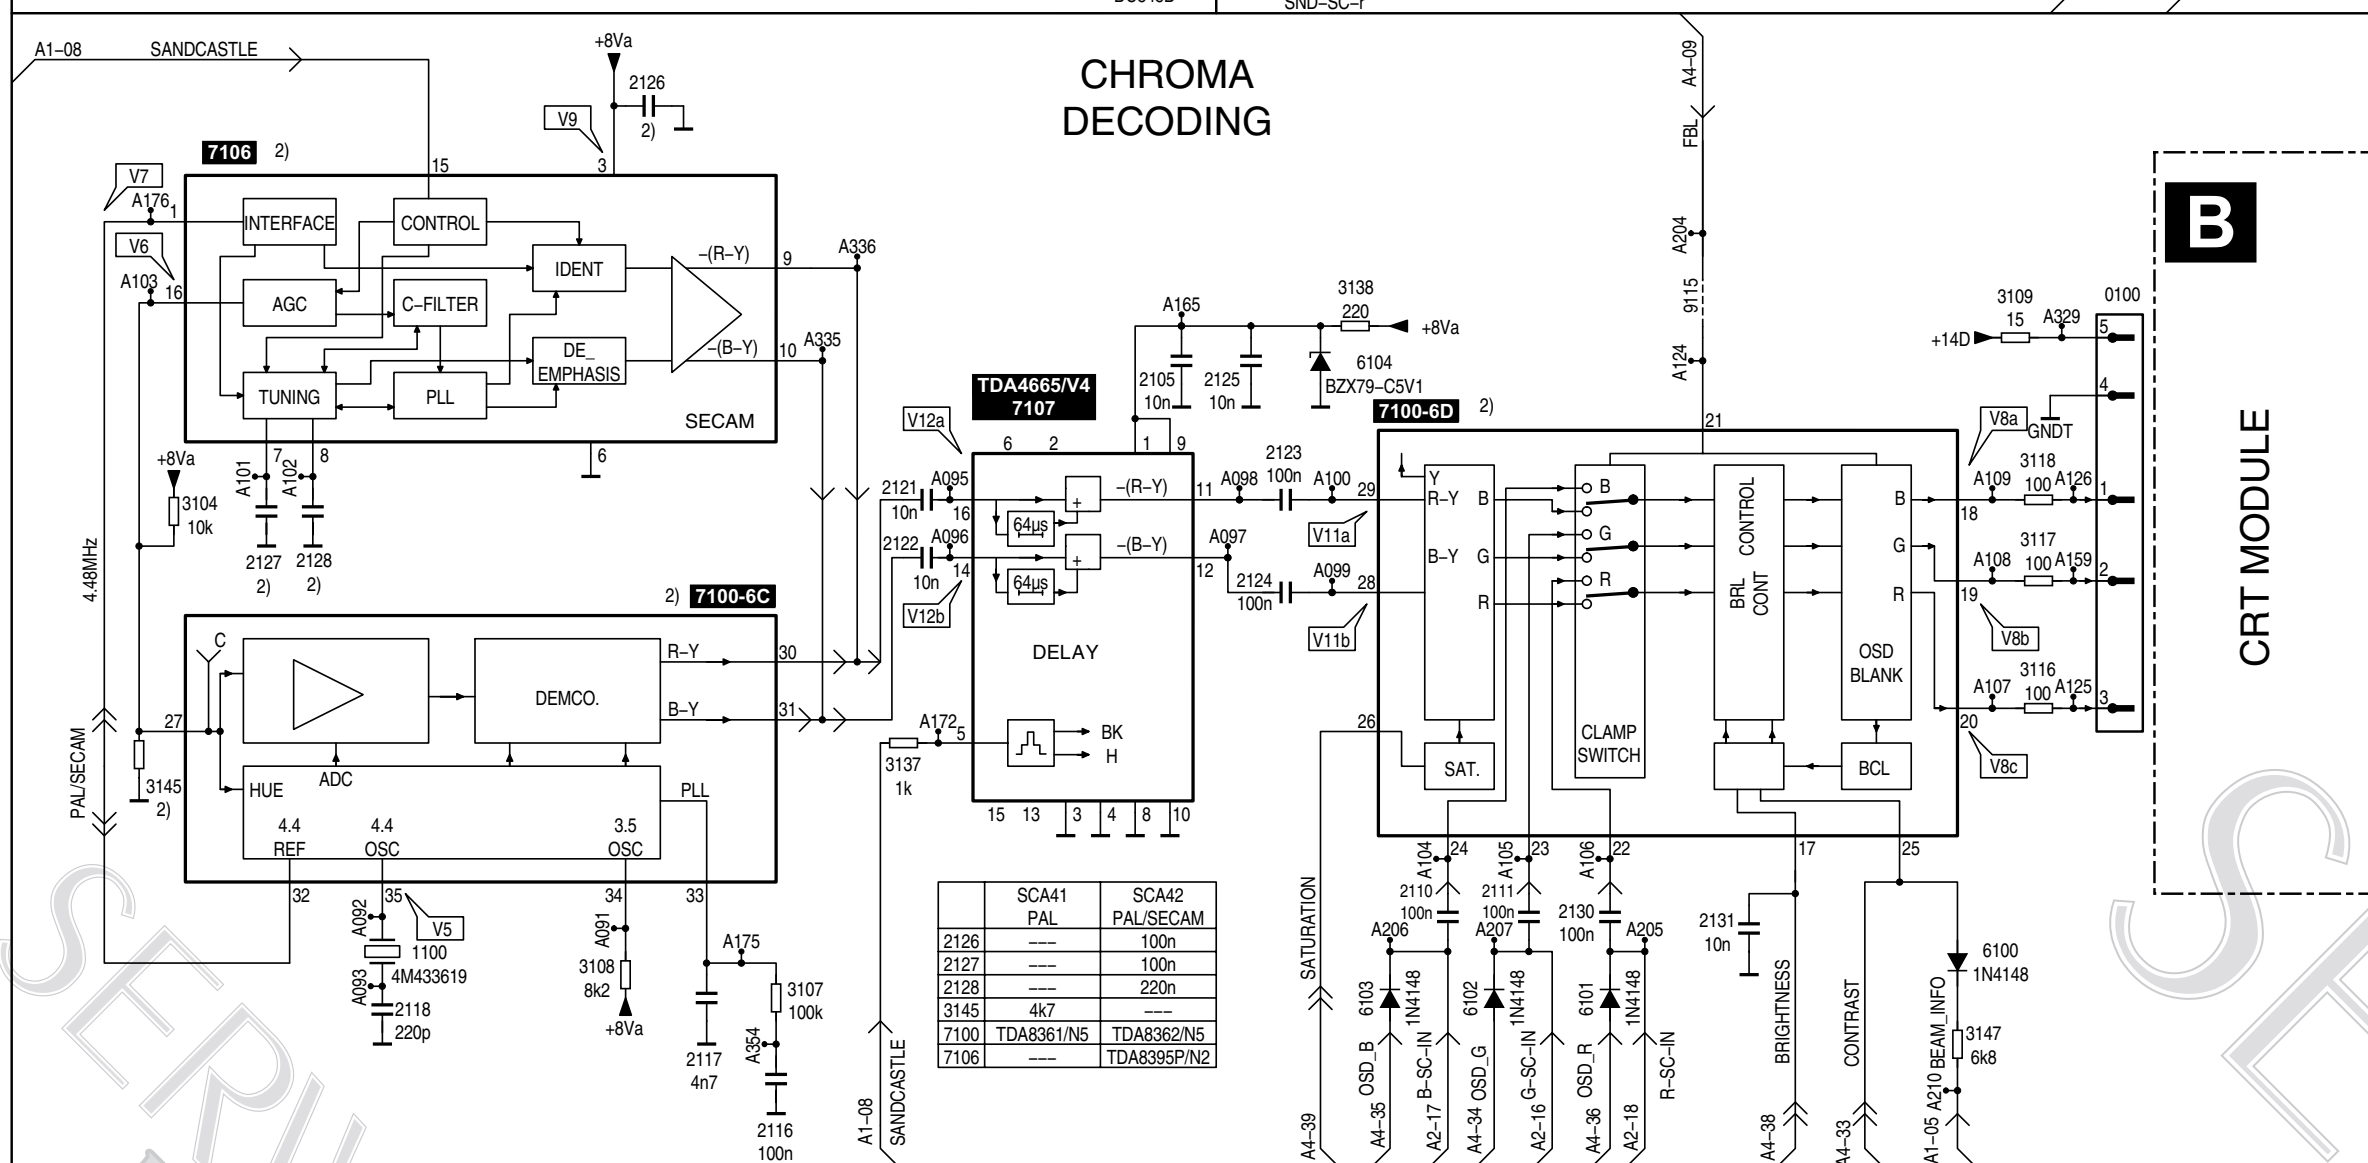 SND-SC-r
A1-08
SANDCASTLE
+8Va
2126
2)
V9
CHROMA
DECODING
A4-09
FBL
7106
2)
15
3
V7
A176
1
V6
A103
16
INTERFACE
CONTROL
IDENT
AGC
C-FILTER
DE_
EMPHASIS
TUNING
PLL
-(R-Y)
9
-(B-Y)
10
SECAM
A336
A335
7
8
6
A101
A102
+8Va
3104
10k
2127
2)
2128
2)
4.48MHz
PAL/SECAM
2)
7100-6C
C
27
3145
2)
DEMCO.
R-Y
30
B-Y
31
ADC
HUE
PLL
4.4
REF
4.4
OSC
3.5
OSC
32
35
34
33
A092
V5
1100
4M433619
A093
2118
220p
A091
3108
8k2
+8Va
A175
2117
4n7
3107
100k
A354
2116
100n
TDA4665/V4
7107
V12a
6
2
1
9
2121
10n
A095
16
2122
10n
A096
14
V12b
64µs
+
-(R-Y)
11
64µs
+
-(B-Y)
12
DELAY
BK
H
A172
5
3137
1k
15
13
3
4
8
10
A1-08
SANDCASTLE
A165
2105
10n
2125
10n
3138
220
+8Va
6104
BZX79-C5V1
A098
2123
100n
A100
29
V11a
A097
2124
100n
A099
28
V11b
SCA41
PAL
SCA42
PAL/SECAM
2126 --- 100n
2127 --- 100n
2128 --- 220n
3145 4k7 ---
7100 TDA8361/N5 TDA8362/N5
7106 --- TDA8395P/N2
7100-6D
2)
A204
9115
A124
21
Y
R-Y
B
B-Y
G
R
B
G
R
CLAMP
SWITCH
SAT.
BRL
CONT
CONTROL
B
G
R
OSD
BLANK
BCL
26
24
23
22
17
25
18
19
20
V8a
V8b
V8c
A109
3118
100
A126
A108
3117
100
A159
A107
3116
100
A125
+14D
3109
15
A329
GNDT
0100
5
4
1
2
3
B
CRT MODULE
SATURATION
A4-39
A104
2110
100n
A206
6103
1N4148
OSD_B
A4-35
B-SC-IN
A2-17
A105
2111
100n
A207
6102
1N4148
OSD_G
A4-34
G-SC-IN
A2-16
A106
2130
100n
A205
6101
1N4148
OSD_R
A4-36
R-SC-IN
A2-18
2131
10n
BRIGHTNESS
A4-38
CONTRAST
A4-33
6100
1N4148
BEAM_INFO
3147
6k8
A210
A1-05